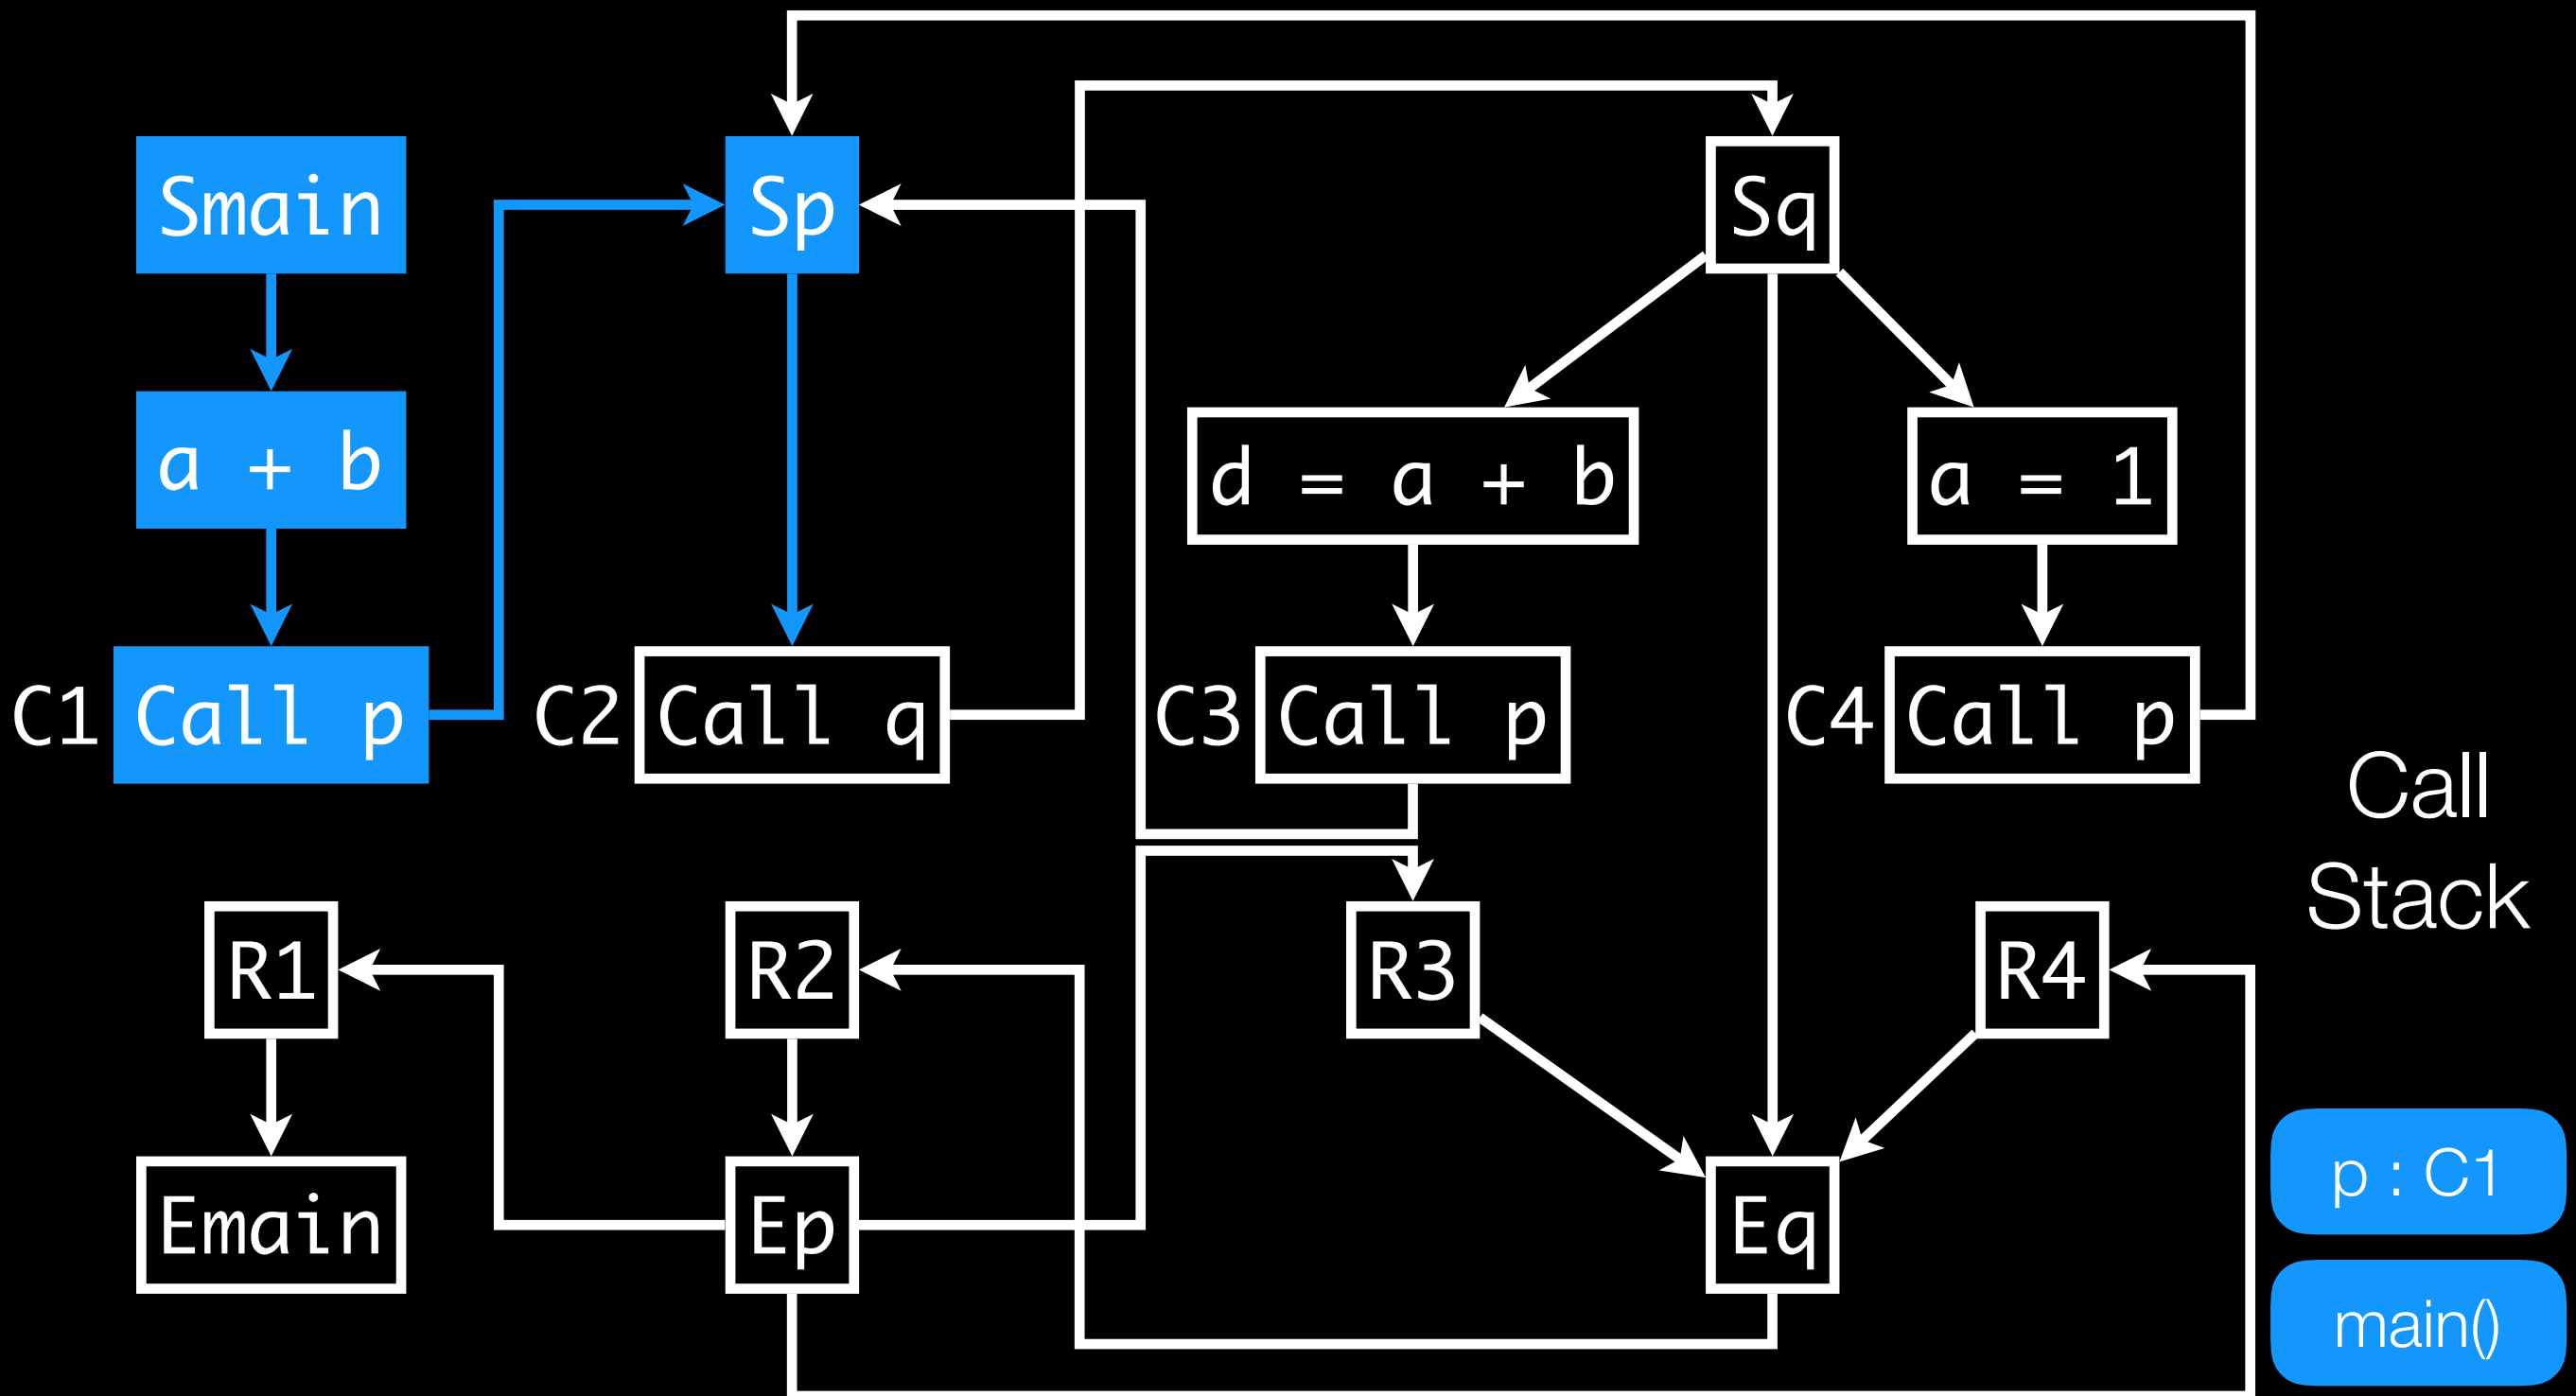 Smain
Sp
Sq
a + b
d = a + b
a = 1
C1 Call p
C2 Call q
C3 Call p
C4 Call p
Call
Stack
R1
R2
R3
R4
p : C1
Emain
Ep
Eq
main()